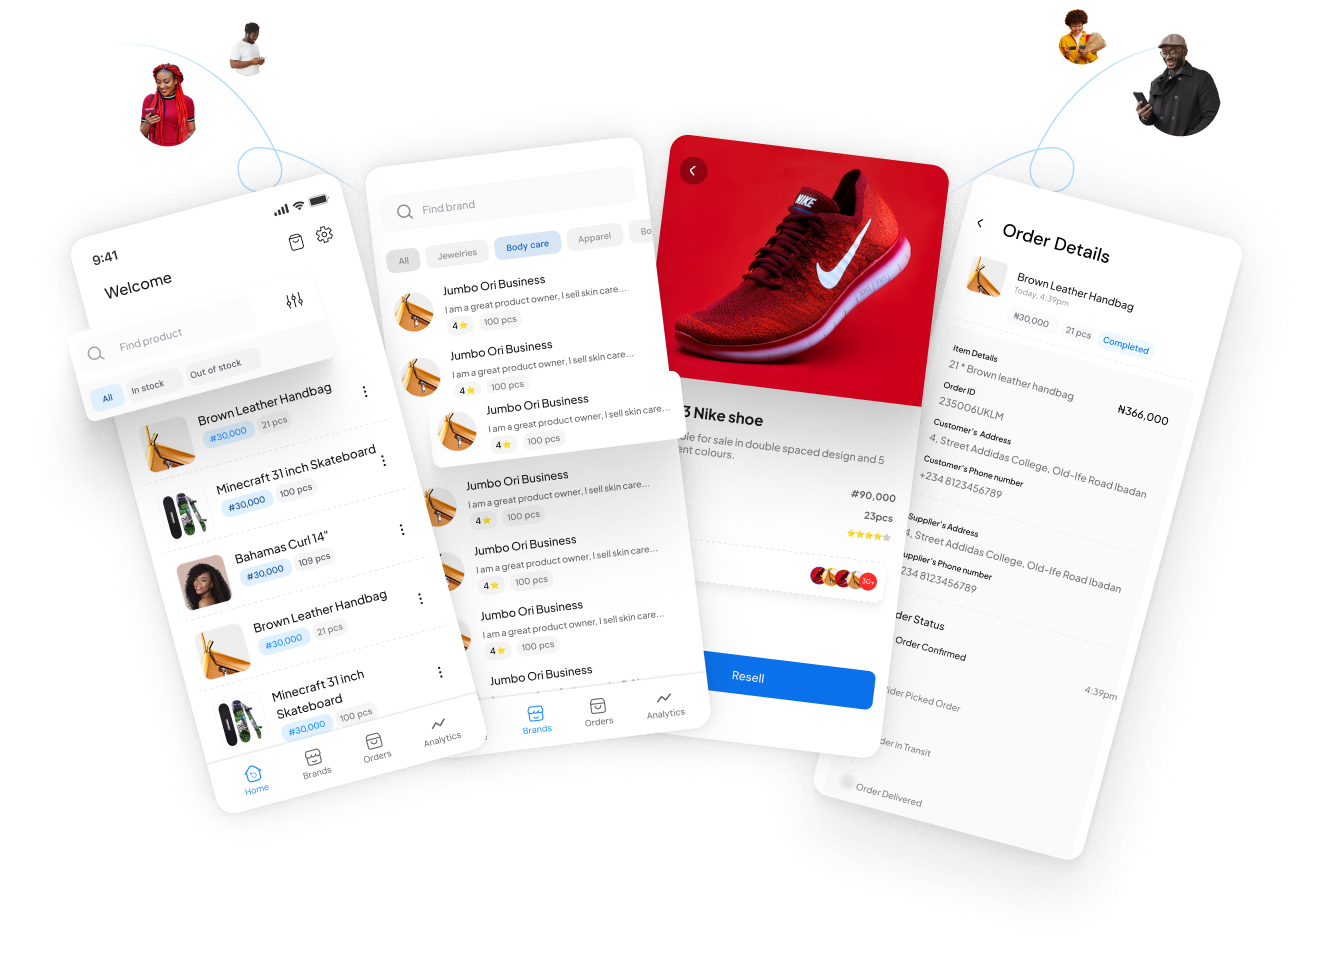 9:41
Welcome
Find product
All
In stock
Out of stock
Brown Leather Handbag
#30,000
21 pcs
Minecraft 31 inch Skateboard
#30,000
100 pcs
Bahamas Curl 14"
#30,000
109 pcs
Brown Leather Handbag
#30,000
21 pcs
Minecraft 31 inch
Skateboard
#30,000
100 pcs
Home
Brands
Orders
Analytics
Find brand
All
Jewelries
Body care
Apparel
Bo
Jumbo Ori Business
I am a great product owner, I sell skin care...
4
100 pcs
Jumbo Ori Business
I am a great product owner, I sell skin care...
4
100 pcs
Jumbo Ori Business
I am a great product owner, I sell skin care...
4
100 pcs
Jumbo Ori Business
I am a great product owner, I sell skin care...
4
100 pcs
Jumbo Ori Business
I am a great product owner, I sell skin care...
4
100 pcs
Jumbo Ori Business
I am a great product owner, I sell skin care...
4
100 pcs
Jumbo Ori Business
Brands
Orders
Analytics
NIKE
3 Nike shoe
ble for sale in double spaced design and 5
ent colours.
#90,000
23pcs
30+
Resell
Order Details
Brown Leather Handbag
Today, 4:39pm
₦30,000
21 pcs
Completed
Item Details
21 * Brown leather handbag
₦366,000
Order ID
235006UKLM
Customer's Address
4, Street Addidas College, Old-Ife Road Ibadan
Customer's Phone number
+234 8123456789
Supplier's Address
4, Street Addidas College, Old-Ife Road Ibadan
upplier's Phone number
234 8123456789
der Status
Order Confirmed
4:39pm
ider Picked Order
der in Transit
Order Delivered